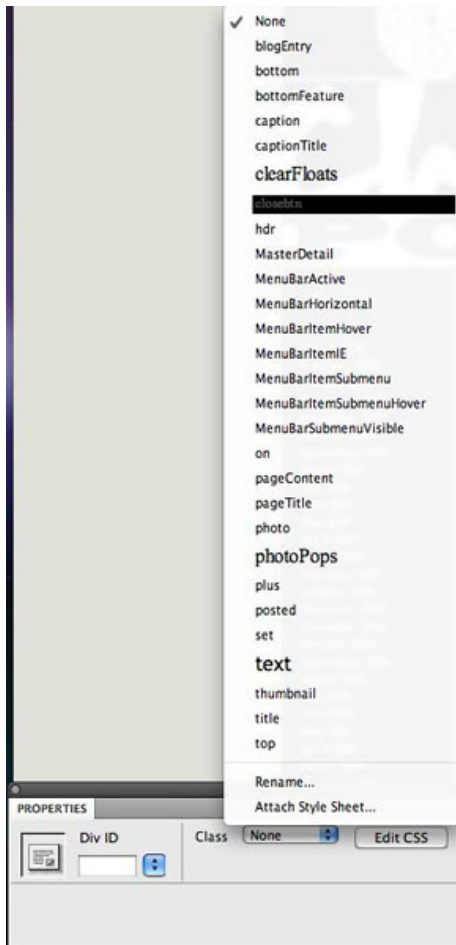 ✓ None
blogEntry
bottom
bottomFeature
caption
captionTitle
clearFloats
closebtn
hdr
MasterDetail
MenuBarActive
MenuBarHorizontal
MenuBarItemHover
MenuBarItemIE
MenuBarItemSubmenu
MenuBarItemSubmenuHover
MenuBarSubmenuVisible
on
pageContent
pageTitle
photo
photoPops
plus
posted
set
text
thumbnail
title
top
Rename...
Attach Style Sheet...
PROPERTIES
Div ID Class None Edit CSS